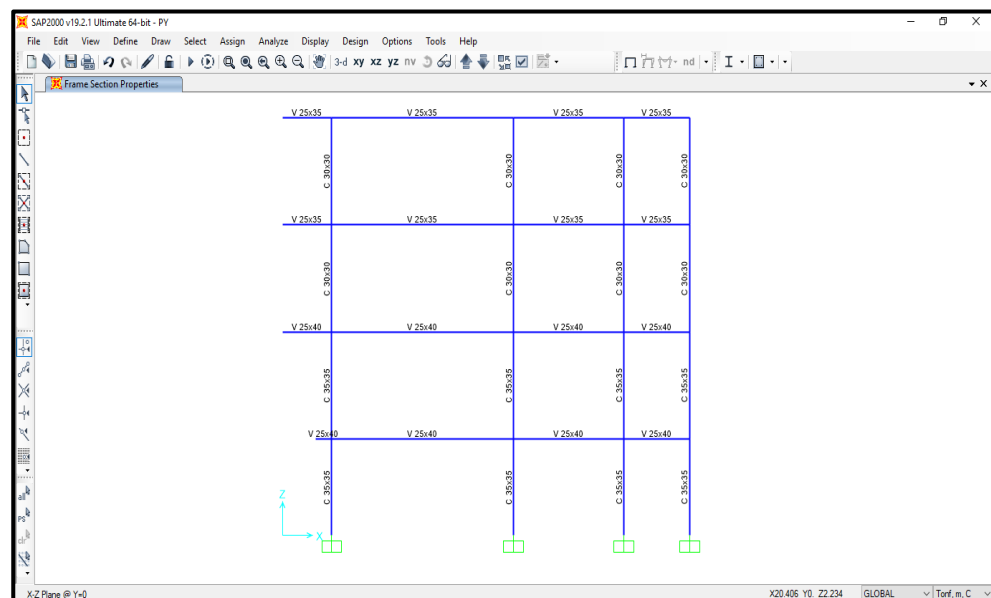 SAP2000 v19.2.1 Ultimate 64-bit - PY
File Edit View Define Draw Select Assign Analyze Display Design Options Tools Help
3-d xy xz yz nv nd
Frame Section Properties
V 25x35 V 25x35 V 25x35 V 25x35
C 30x30 C 30x30 C 30x30 C 30x30
V 25x35 V 25x35 V 25x35 V 25x35
C 30x30 C 30x30 C 30x30 C 30x30
V 25x40 V 25x40 V 25x40 V 25x40
C 35x35 C 35x35 C 35x35 C 35x35
V 25x40 V 25x40 V 25x40 V 25x40
C 35x35 C 35x35 C 35x35 C 35x35
Z
X
all
PS
clr
X-Z Plane @ Y=0 X20.406 Y0. Z2.234 GLOBAL Tonf, m, C